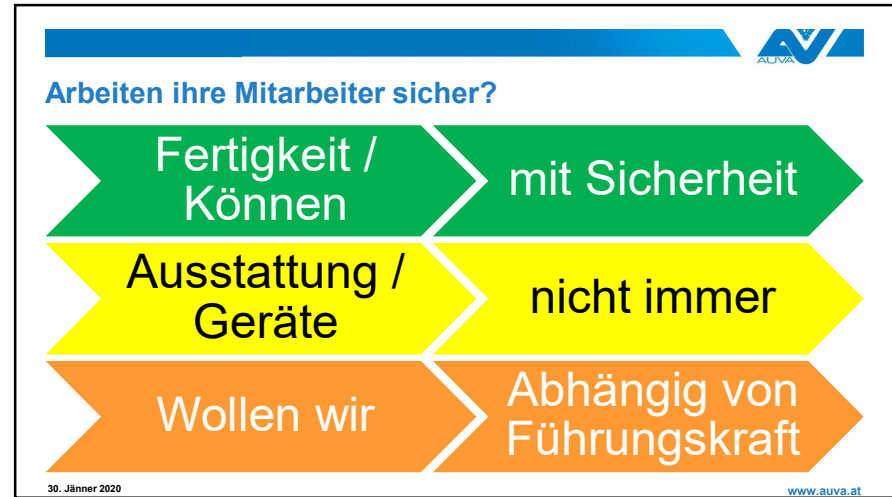 AUVA
Arbeiten ihre Mitarbeiter sicher?
Fertigkeit /
Können
mit Sicherheit
Ausstattung /
Geräte
nicht immer
Wollen wir
Abhängig von
Führungskraft
30. Jänner 2020
www.auva.at